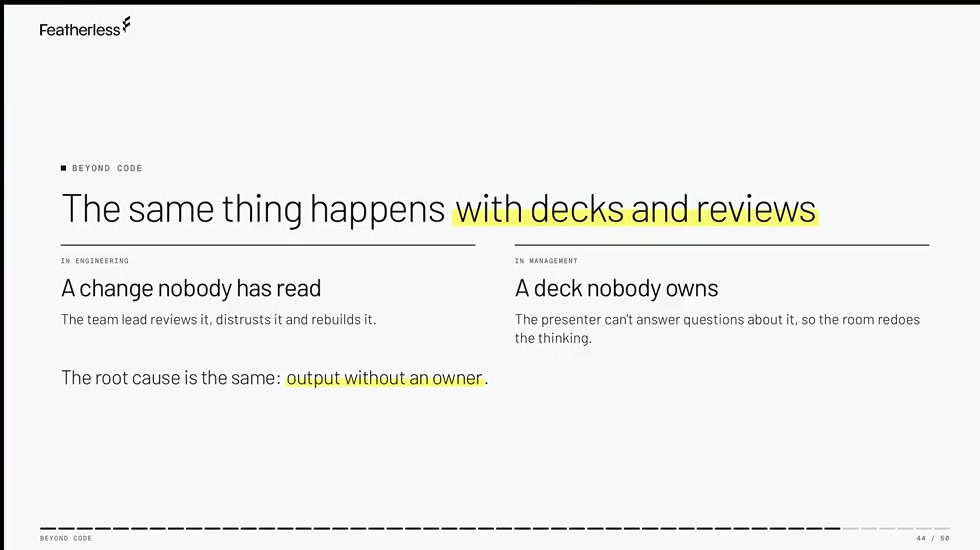 Featherless
BEYOND CODE
The same thing happens with decks and reviews
IN ENGINEERING
A change nobody has read
The team lead reviews it, distrusts it and rebuilds it.
IN MANAGEMENT
A deck nobody owns
The presenter can't answer questions about it, so the room redoes
the thinking.
The root cause is the same: output without an owner.
BEYOND CODE
44 / 50